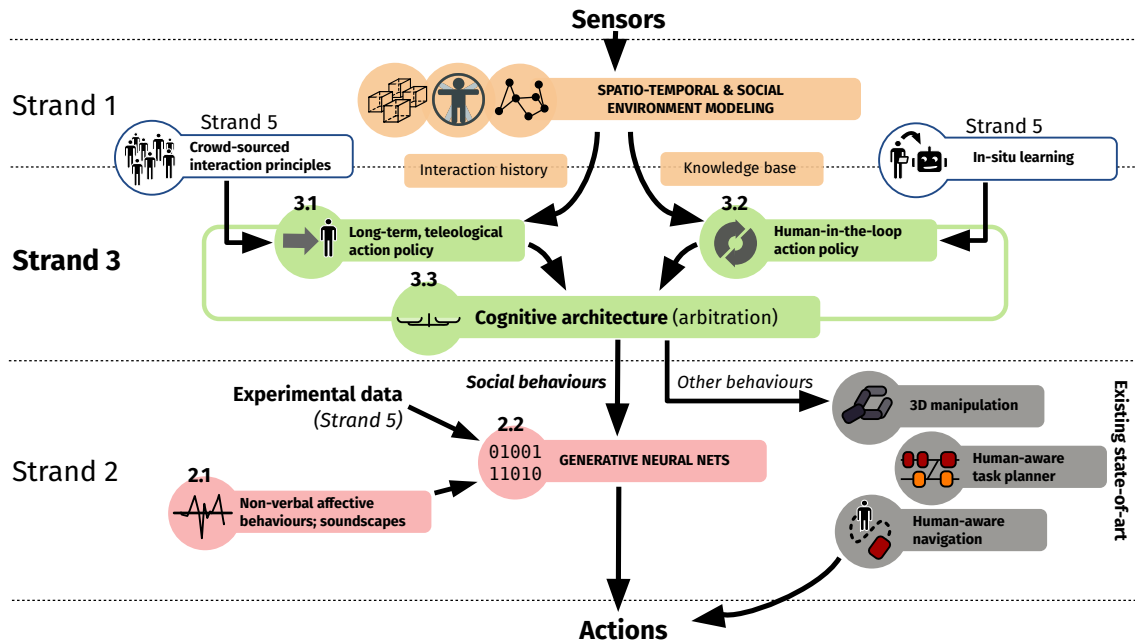 Sensors
Strand 1
SPATIO-TEMPORAL & SOCIAL
ENVIRONMENT MODELING
Strand 5
Crowd-sourced
interaction principles
Strand 5
In-situ learning
Interaction history
Knowledge base
Strand 3
3.1
Long-term, teleological
action policy
3.2
Human-in-the-loop
action policy
3.3
Cognitive architecture (arbitration)
Social behaviours
Other behaviours
Strand 2
Experimental data
(Strand 5)
2.2
01001
11010
GENERATIVE NEURAL NETS
2.1
Non-verbal affective
behaviours; soundscapes
3D manipulation
Human-aware
task planner
Human-aware
navigation
Existing state-of-art
Actions